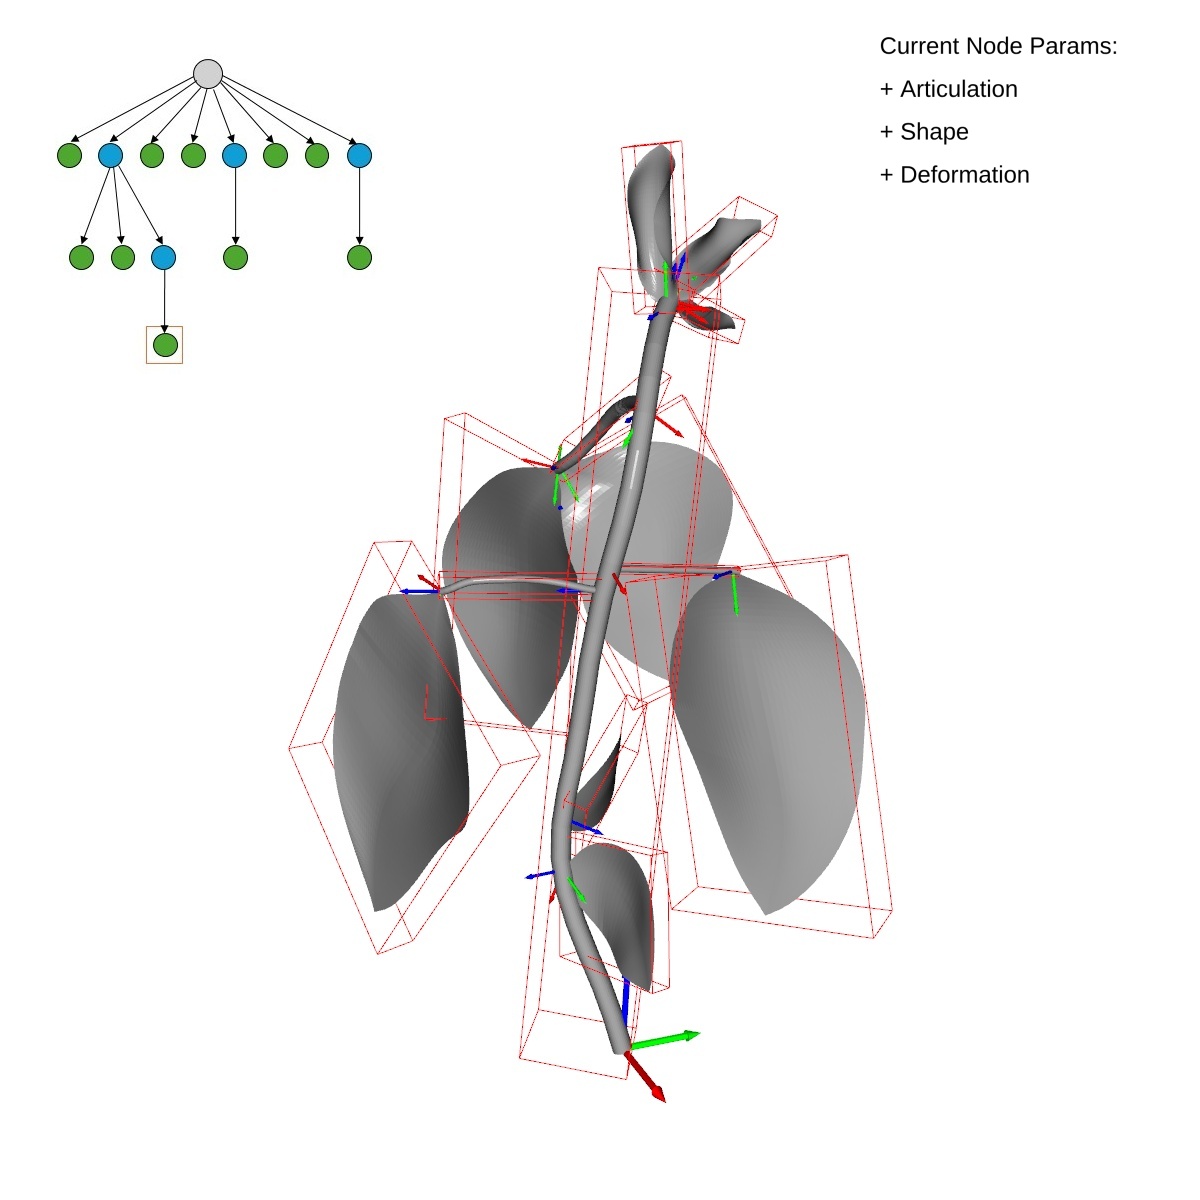 Current Node Params:
+ Articulation
+ Shape
+ Deformation